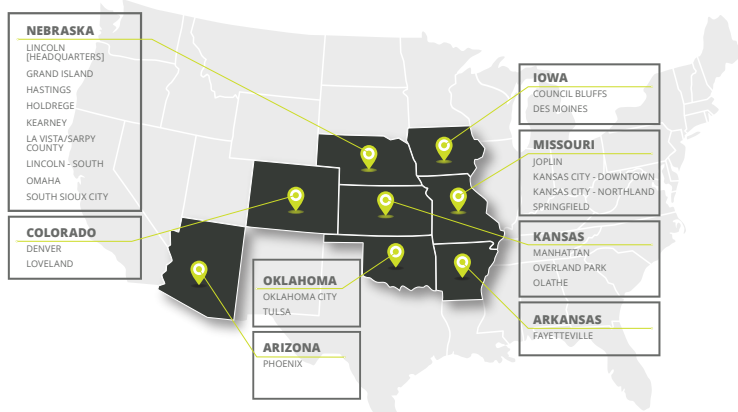 NEBRASKA
LINCOLN
[HEADQUARTERS]
GRAND ISLAND
HASTINGS
HOLDREGE
KEARNEY
LA VISTA/SARPY
COUNTY
LINCOLN - SOUTH
OMAHA
SOUTH SIOUX CITY
COLORADO
DENVER
LOVELAND
OKLAHOMA
OKLAHOMA CITY
TULSA
ARIZONA
PHOENIX
IOWA
COUNCIL BLUFFS
DES MOINES
MISSOURI
JOPLIN
KANSAS CITY - DOWNTOWN
KANSAS CITY - NORTHLAND
SPRINGFIELD
KANSAS
MANHATTAN
OVERLAND PARK
OLATHE
ARKANSAS
FAYETTEVILLE